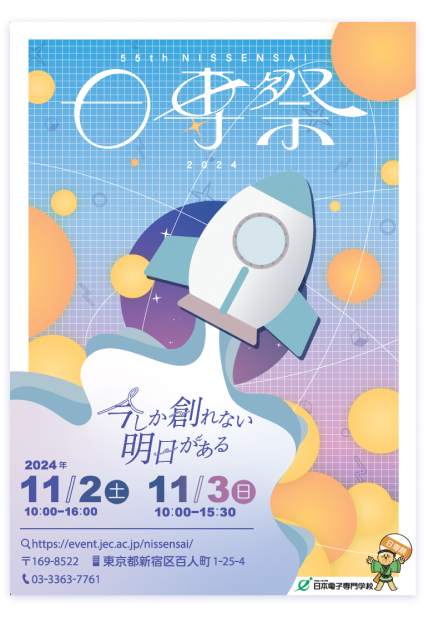 55th NISSENSAI
日専祭
2024
今しか創れない
明日がある
2024年
11/2土 11/3日
10:00-16:00 10:00-15:30
https://event.jec.ac.jp/nissensai/
〒169-8522 東京都新宿区百人町1-25-4
03-3363-7761
日専祭
日本電子専門学校